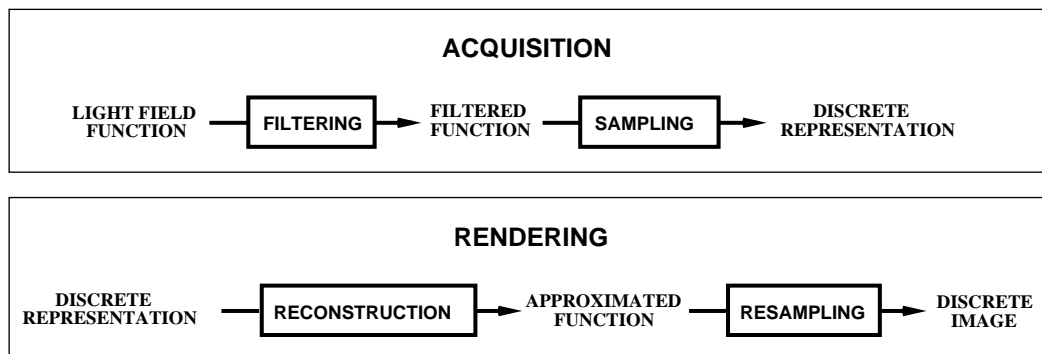 ACQUISITION
LIGHT FIELD
FUNCTION
FILTERING
FILTERED
FUNCTION
SAMPLING
DISCRETE
REPRESENTATION
RENDERING
DISCRETE
REPRESENTATION
RECONSTRUCTION
APPROXIMATED
FUNCTION
RESAMPLING
DISCRETE
IMAGE